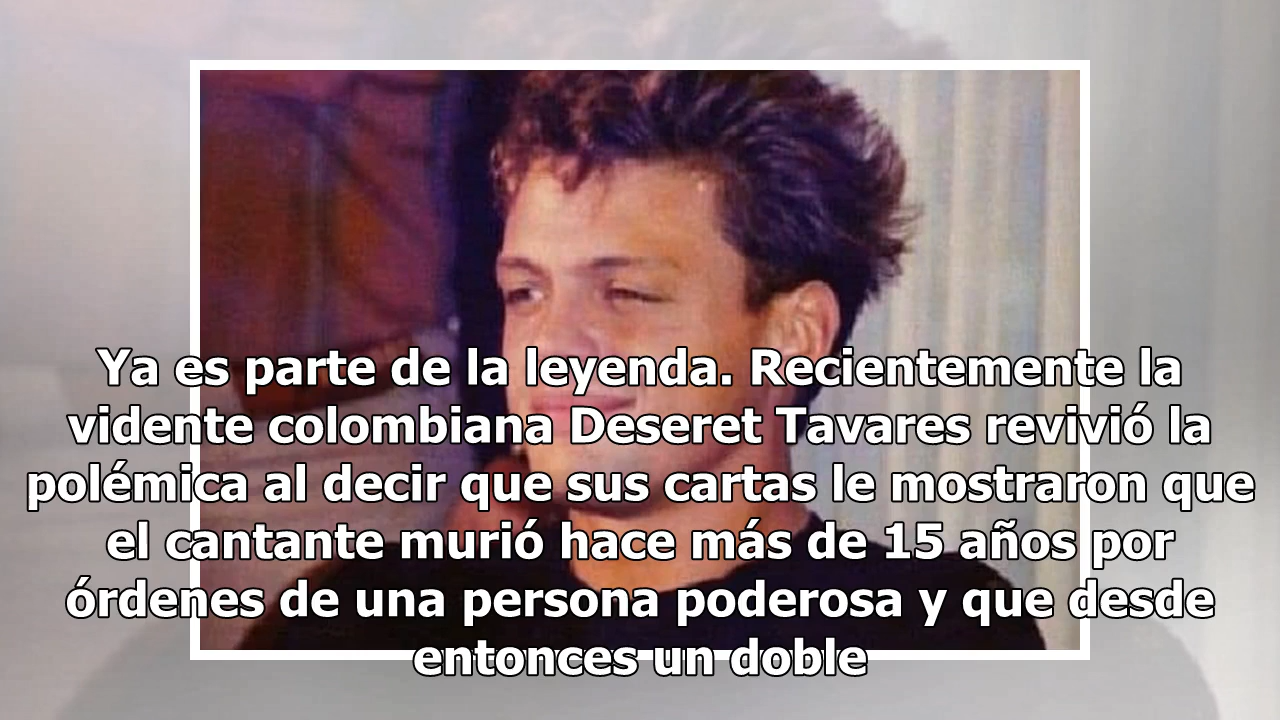 Ya es parte de la leyenda. Recientemente la
vidente colombiana Deseret Tavares revivió la
polémica al decir que sus cartas le mostraron que
el cantante murió hace más de 15 años por
órdenes de una persona poderosa y que desde
entonces un doble